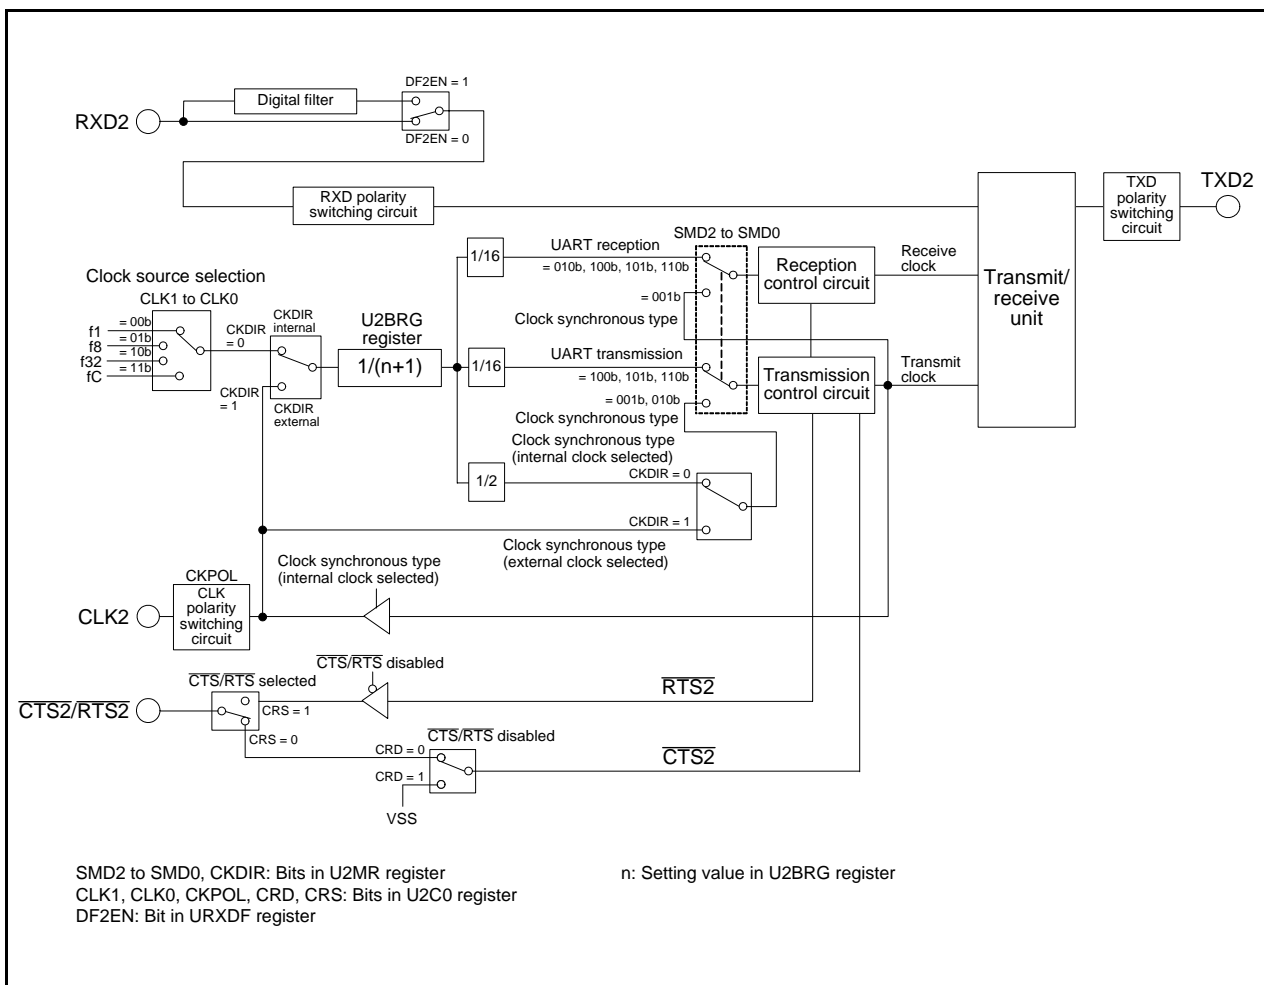 DF2EN = 1
Digital filter
RXD2
DF2EN = 0
RXD polarity
switching circuit
TXD
polarity
switching
circuit
TXD2
SMD2 to SMD0
1/16
UART reception
= 010b, 100b, 101b, 110b
= 001b
Clock synchronous type
Reception
control circuit
Receive
clock
Transmit/
receive
unit
Clock source selection
CLK1 to CLK0
f1
= 00b
f8
= 01b
f32
= 10b
fC
= 11b
CKDIR
= 0
CKDIR
internal
CKDIR
= 1
CKDIR
external
U2BRG
register
1/(n+1)
1/16
UART transmission
= 100b, 101b, 110b
= 001b, 010b
Clock synchronous type
Transmission
control circuit
Transmit
clock
Clock synchronous type
(internal clock selected)
1/2
CKDIR = 0
CKDIR = 1
Clock synchronous type
(external clock selected)
Clock synchronous type
(internal clock selected)
CKPOL
CLK2
CLK
polarity
switching
circuit
CTS/RTS disabled
CTS/RTS selected
CTS2/RTS2
CRS = 1
RTS2
CRS = 0
CTS/RTS disabled
CRD = 0
CTS2
CRD = 1
VSS
SMD2 to SMD0, CKDIR: Bits in U2MR register
n: Setting value in U2BRG register
CLK1, CLK0, CKPOL, CRD, CRS: Bits in U2C0 register
DF2EN: Bit in URXDF register